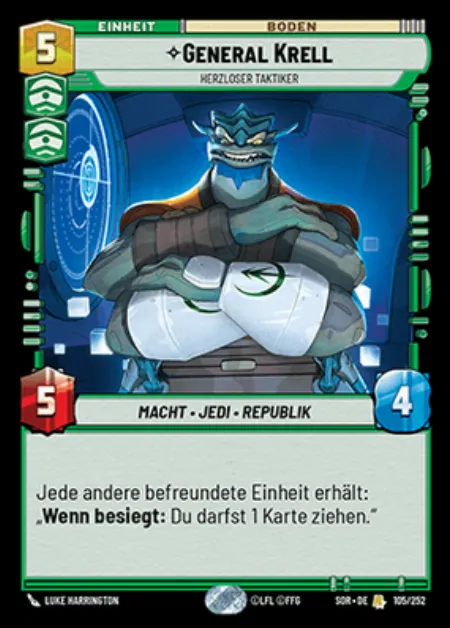 5
EINHEIT
BODEN
GENERAL KRELL
HERZLOSER TAKTIKER
5
MACHT • JEDI • REPUBLIK
4
Jede andere befreundete Einheit erhält:
„Wenn besiegt: Du darfst 1 Karte ziehen.“
LUKE HARRINGTON
©LFL ©FFG
SOR • DE
R
105/252